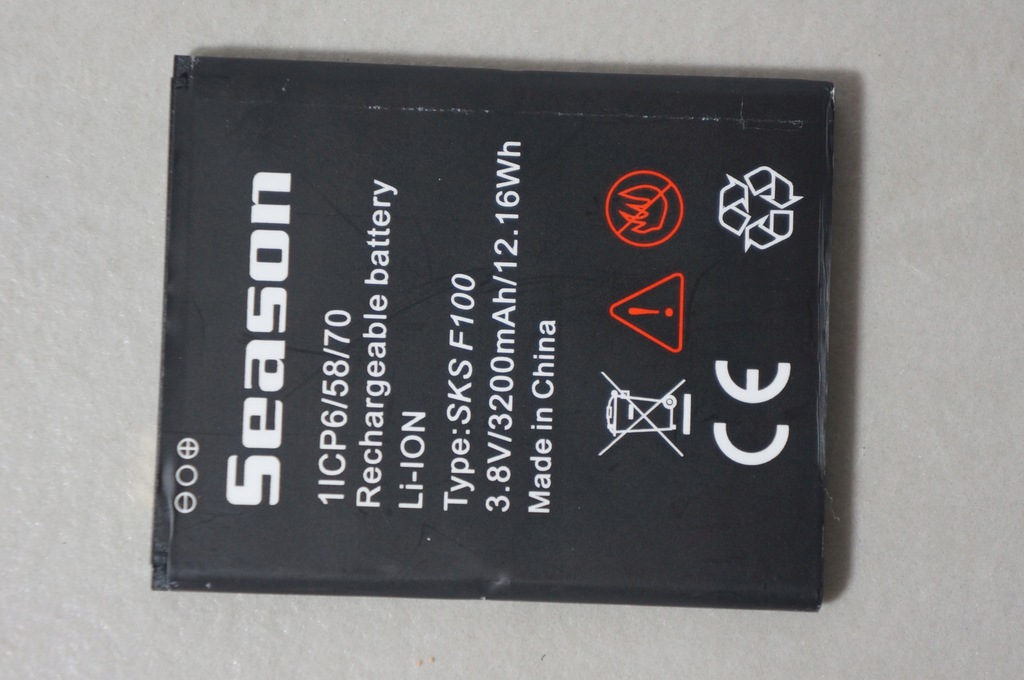 Season
1ICP6/58/70
Rechargeable battery
Li-ION
Type:SKS F100
3.8V/3200mAh/12.16Wh
Made in China
CE